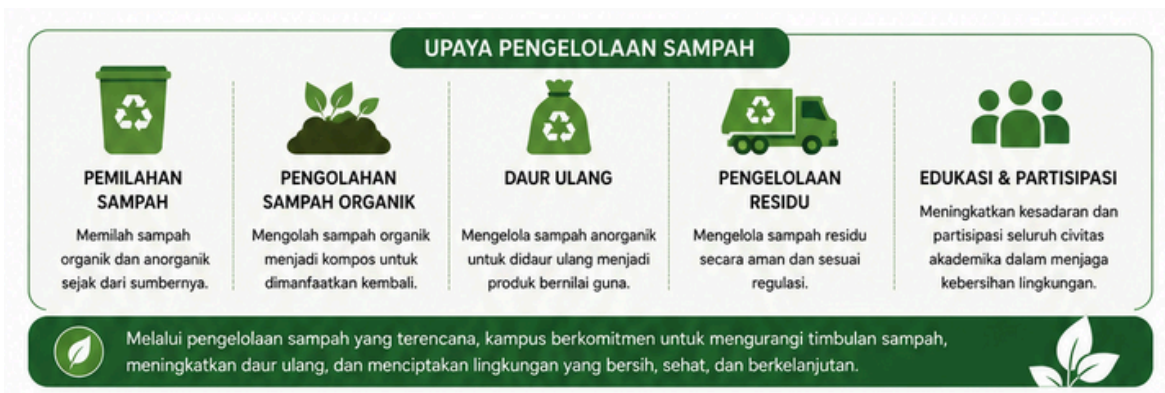 UPAYA PENGELOLAAN SAMPAH
PEMILAHAN
SAMPAH
Memilah sampah
organik dan anorganik
sejak dari sumbernya.
PENGOLAHAN
SAMPAH ORGANIK
Mengolah sampah organik
menjadi kompos untuk
dimanfaatkan kembali.
DAUR ULANG
Mengelola sampah anorganik
untuk didaur ulang menjadi
produk bernilai guna.
PENGELOLAAN
RESIDU
Mengelola sampah residu
secara aman dan sesuai
regulasi.
EDUKASI & PARTISIPASI
Meningkatkan kesadaran dan
partisipasi seluruh civitas
akademika dalam menjaga
kebersihan lingkungan.
Melalui pengelolaan sampah yang terencana, kampus berkomitmen untuk mengurangi timbulan sampah,
meningkatkan daur ulang, dan menciptakan lingkungan yang bersih, sehat, dan berkelanjutan.